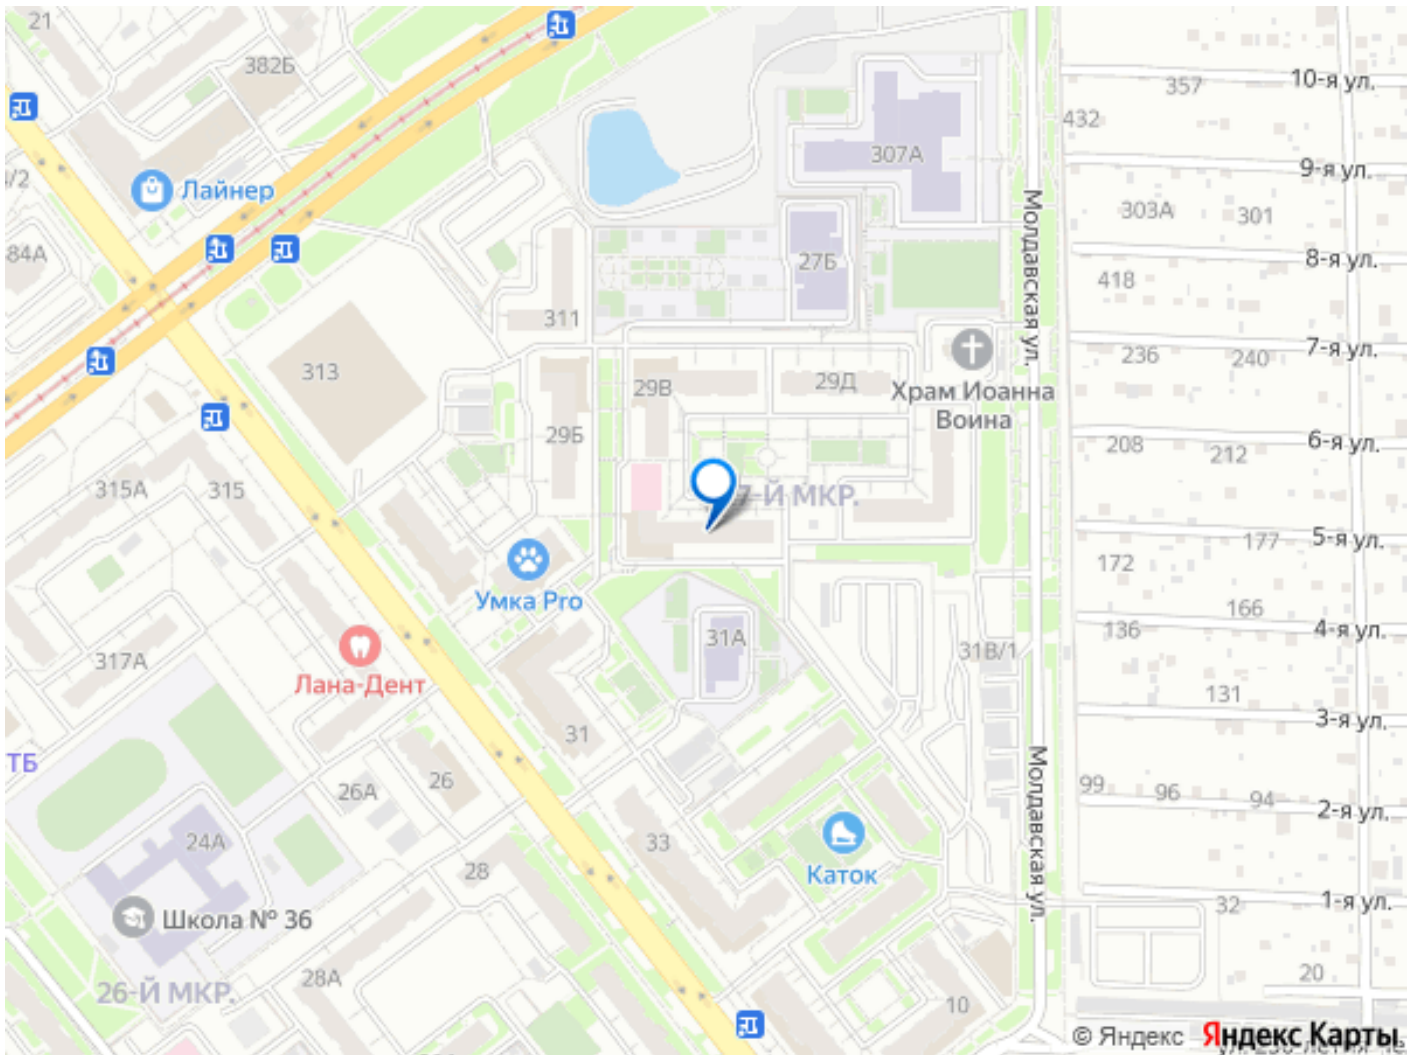 21
382Б
10-я ул.
357
432
307А
9-я ул.
/2
Лайнер
Молдавская ул.
303А
301
84А
27Б
8-я ул.
418
311
7-я ул.
236
240
313
29В
29Д
Храм Иоанна
Воина
29Б
6-я ул.
208
212
315А
315
7-Й МКР.
5-я ул.
177
172
Умка Pro
166
136
4-я ул.
31А
31В/1
317А
Лана-Дент
131
3-я ул.
31
ТБ
Молдавская ул.
26
26А
99
96
94
2-я ул.
24А
33
Каток
28
32
1-я ул.
Школа № 36
28А
20
26-Й МКР.
10
© Яндекс Яндекс Карты